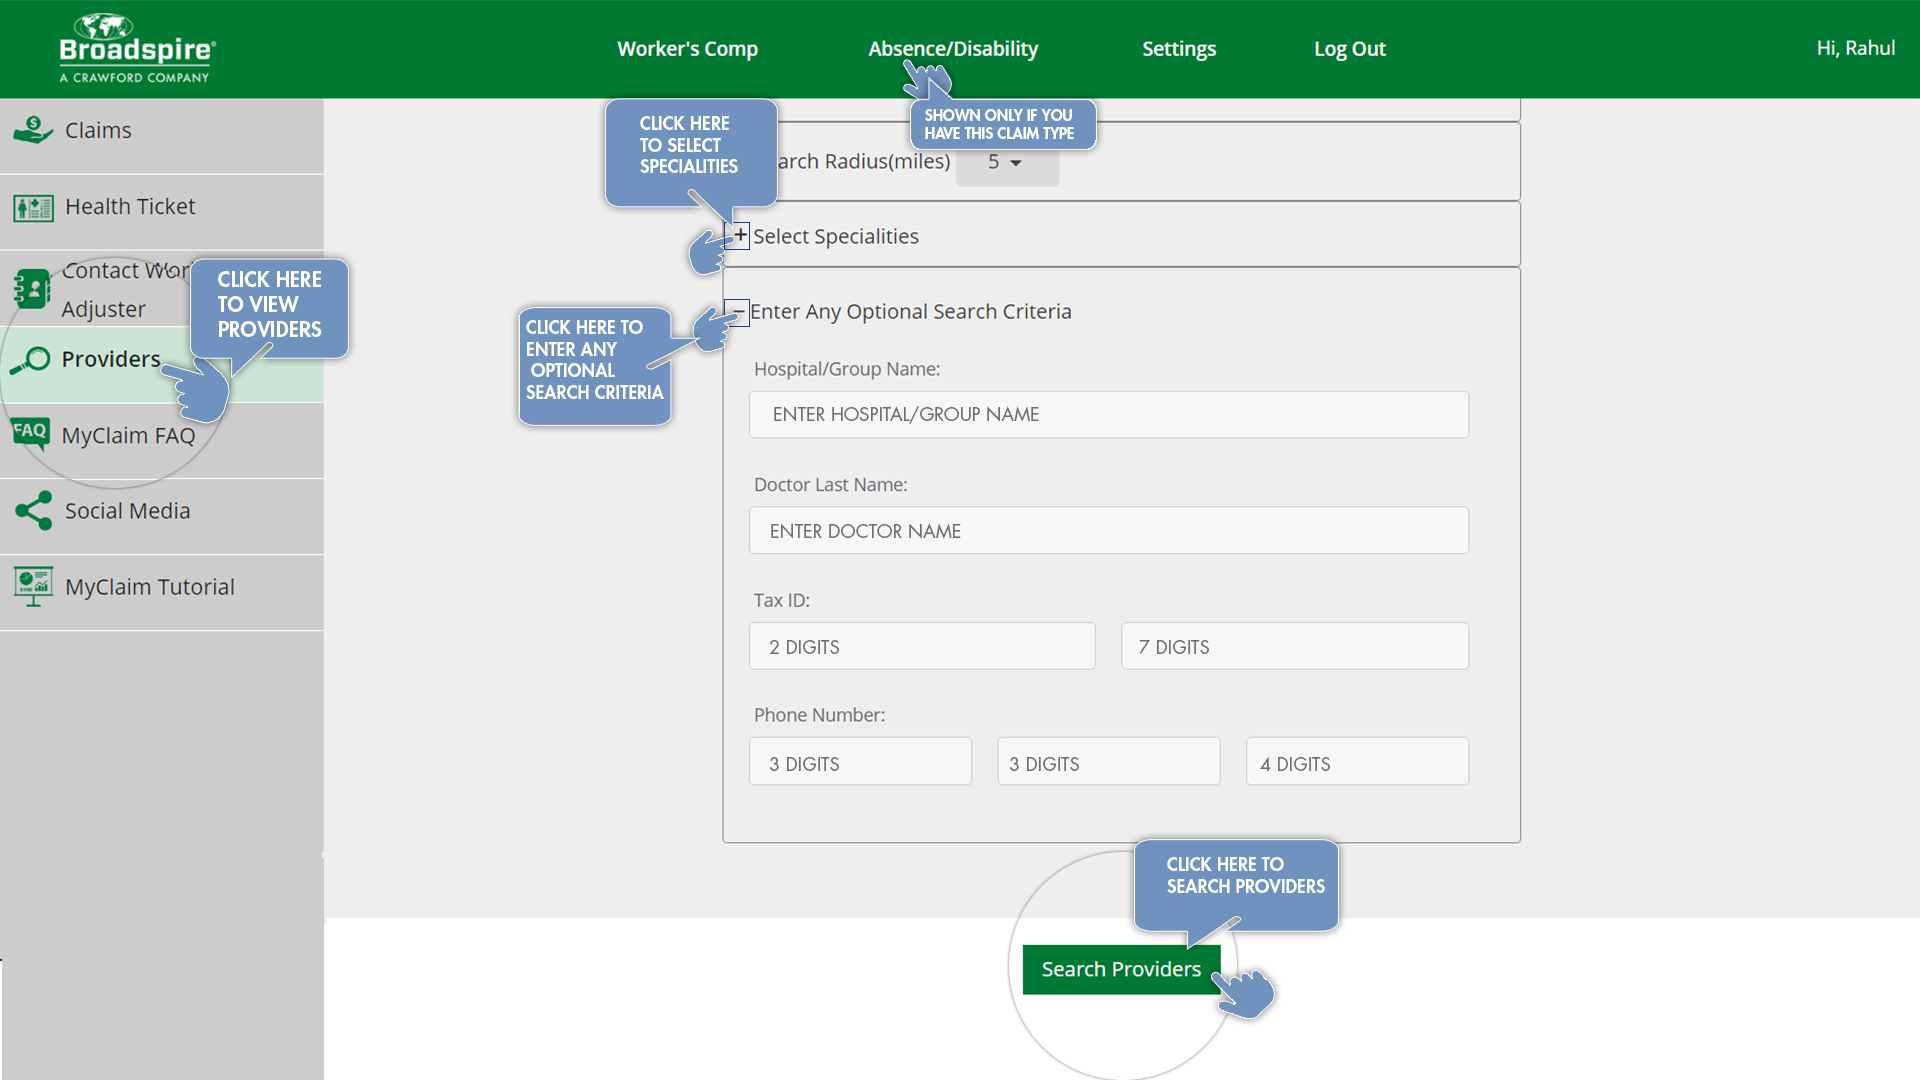 Broadspire®
A CRAWFORD COMPANY
Worker's Comp
Absence/Disability
Settings
Log Out
Hi, Rahul
SHOWN ONLY IF YOU
HAVE THIS CLAIM TYPE
Claims
Health Ticket
Contact Wor
Adjuster
Providers
FAQ
MyClaim FAQ
Social Media
MyClaim Tutorial
CLICK HERE
TO VIEW
PROVIDERS
CLICK HERE
TO SELECT
SPECIALITIES
arch Radius(miles)
5
+ Select Specialities
CLICK HERE TO
ENTER ANY
OPTIONAL
SEARCH CRITERIA
− Enter Any Optional Search Criteria
Hospital/Group Name:
ENTER HOSPITAL/GROUP NAME
Doctor Last Name:
ENTER DOCTOR NAME
Tax ID:
2 DIGITS
7 DIGITS
Phone Number:
3 DIGITS
3 DIGITS
4 DIGITS
CLICK HERE TO
SEARCH PROVIDERS
Search Providers